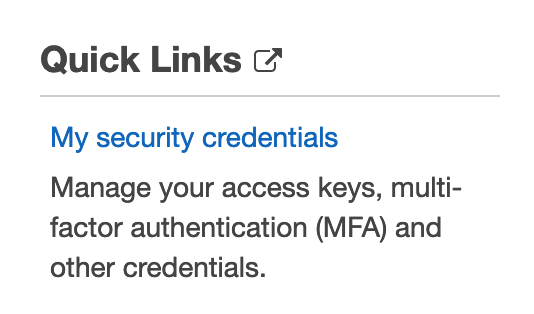 Quick Links
My security credentials
Manage your access keys, multi-
factor authentication (MFA) and
other credentials.